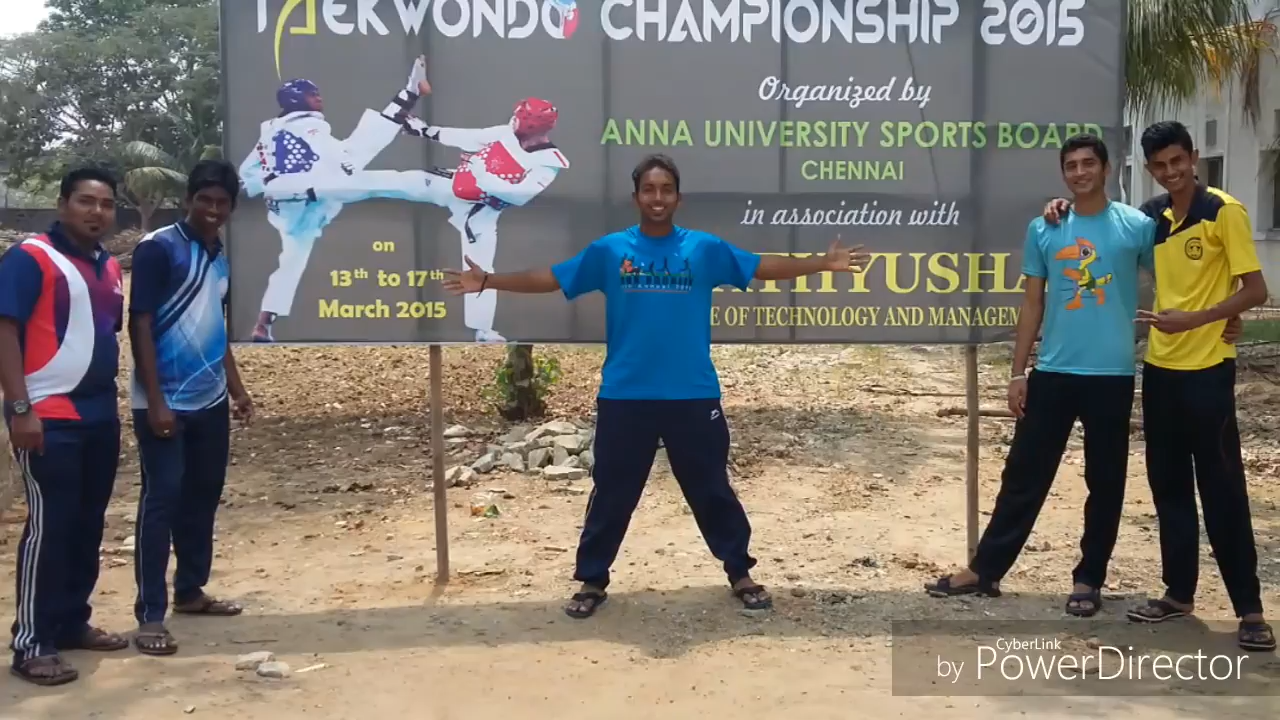 TAEKWONDO CHAMPIONSHIP 2015
Organized by
ANNA UNIVERSITY SPORTS BOARD
CHENNAI
in association with
on
13th to 17th
March 2015
E OF TECHNOLOGY AND MANAGEM
CyberLink
by PowerDirector